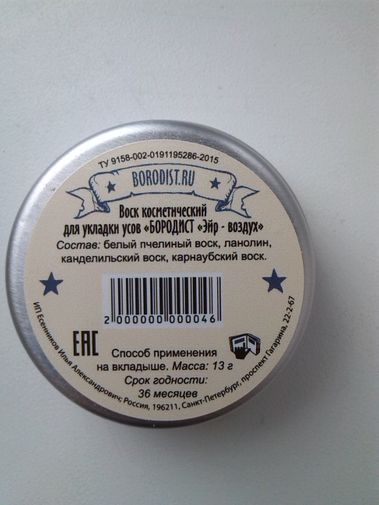 ТУ 9158-002-0191195286-2015
BORODIST.RU
Воск косметический
для укладки усов «БОРОДИСТ «Эйр - воздух»
Состав: белый пчелиный воск, ланолин,
канделильский воск, карнаубский воск.
2 000000 000046
EAC
Способ применения
на вкладыше. Масса: 13 г
Срок годности:
36 месяцев
ИП Есенников Илья Александрович; Россия, 196211, Санкт-Петербург, проспект Гагарина, 22-2-67